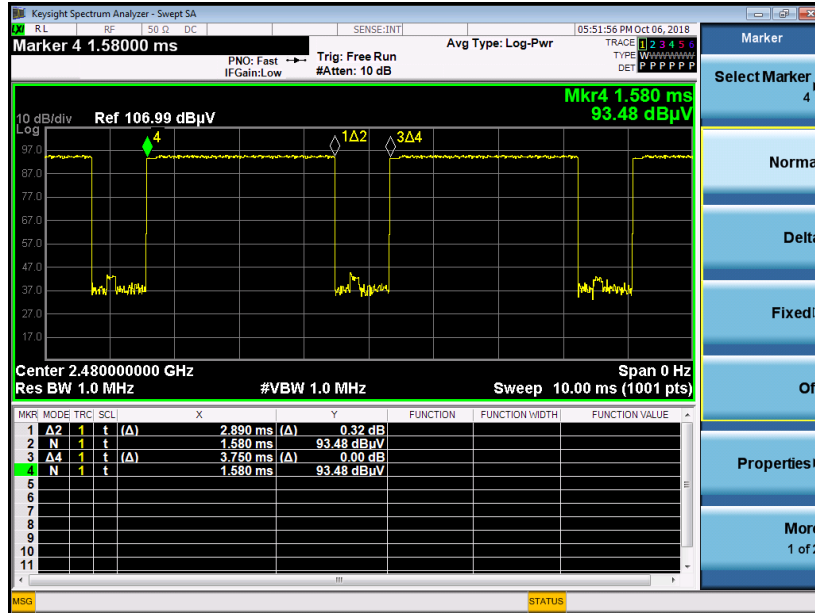 Keysight Spectrum Analyzer - Swept SA
LXI RL RF 50 Ω DC SENSE:INT 05:51:56 PM Oct 06, 2018
Marker 4 1.58000 ms
PNO: Fast
IFGain:Low
Trig: Free Run
#Atten: 10 dB
Avg Type: Log-Pwr
TRACE 1 2 3 4 5 6
TYPE WWWWWW
DET P P P P P P
Mkr4 1.580 ms
93.48 dBµV
10 dB/div Ref 106.99 dBµV
Log
4 1Δ2 3Δ4
97.0
87.0
77.0
67.0
57.0
47.0
37.0
27.0
17.0
Center 2.480000000 GHz Span 0 Hz
Res BW 1.0 MHz #VBW 1.0 MHz Sweep 10.00 ms (1001 pts)
MKR MODE TRC SCL X Y FUNCTION FUNCTION WIDTH FUNCTION VALUE
1 Δ2 1 t (Δ) 2.890 ms (Δ) 0.32 dB
2 N 1 t 1.580 ms 93.48 dBµV
3 Δ4 1 t (Δ) 3.750 ms (Δ) 0.00 dB
4 N 1 t 1.580 ms 93.48 dBµV
5
6
7
8
9
10
11
MSG STATUS
Marker
Select Marker
4
Norma
Delta
Fixed
Of
Properties
More
1 of 2